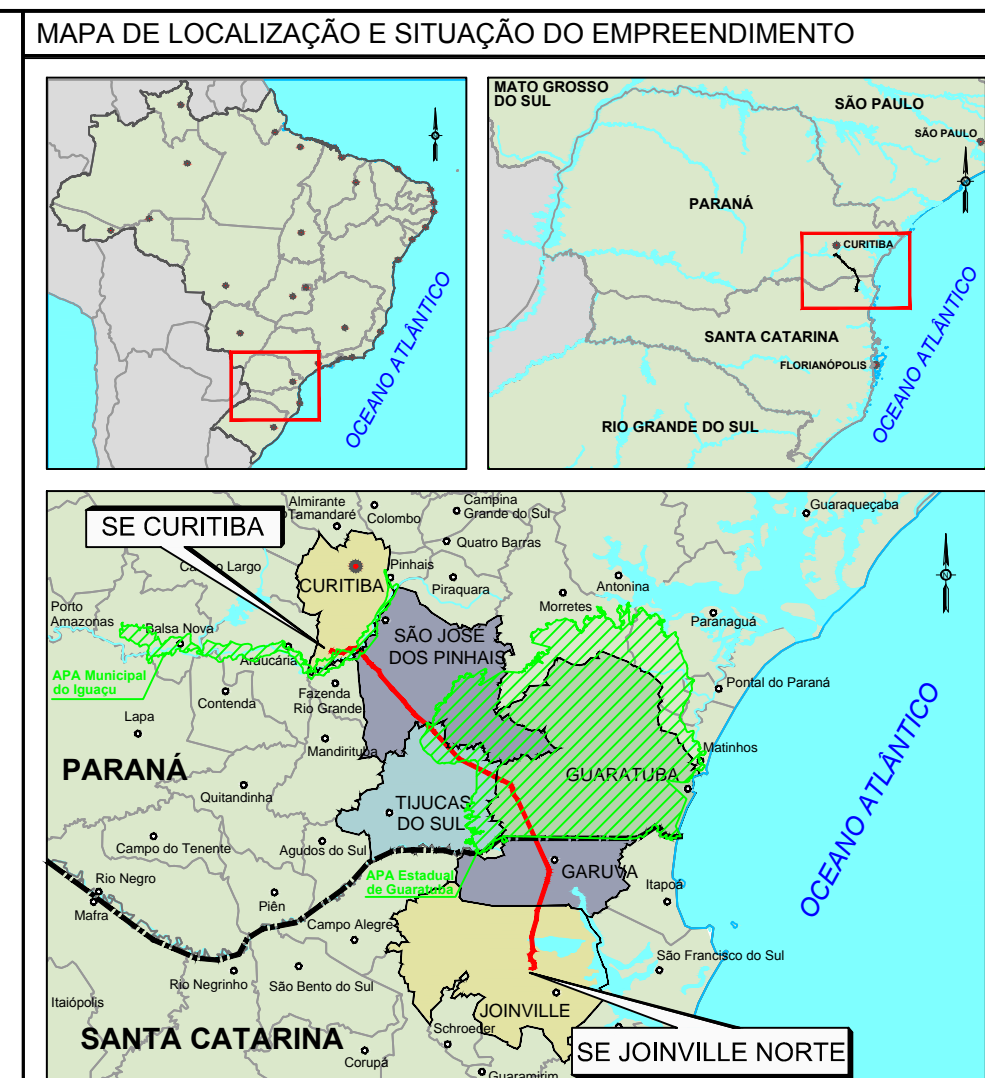 MAPA DE LOCALIZAÇÃO E SITUAÇÃO DO EMPREENDIMENTO
OCEANO ATLÂNTICO
MATO GROSSO
DO SUL
SÃO PAULO
SÃO PAULO
PARANÁ
CURITIBA
SANTA CATARINA
FLORIANÓPOLIS
RIO GRANDE DO SUL
OCEANO ATLÂNTICO
SE CURITIBA
Almirante
Tamandaré
Colombo
Campina
Grande do Sul
Quatro Barras
Guaraqueçaba
Largo
CURITIBA
Pinhais
Piraquara
Antonina
Morretes
Paranaguá
Porto
Amazonas
Balsa Nova
Araucária
SÃO JOSÉ
DOS PINHAIS
APA Municipal
do Iguaçu
Contenda
Fazenda
Rio Grande
Pontal do Paraná
Lapa
Mandirituba
Matinhos
PARANÁ
GUARATUBA
Quitandinha
TIJUCAS
DO SUL
Campo do Tenente
Agudos do Sul
APA Estadual
de Guaratuba
GARUVA
Itapoá
Rio Negro
Mafra
Piên
Campo Alegre
OCEANO ATLÂNTICO
São Francisco do Sul
Rio Negrinho
São Bento do Sul
Itaiópolis
JOINVILLE
Schroeder
SANTA CATARINA
SE JOINVILLE NORTE
Corupá
Guaramirim